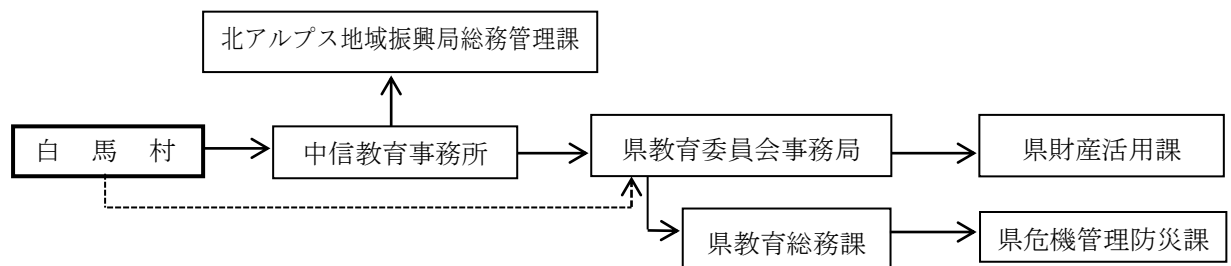 北アルプス地域振興局総務管理課
白　馬　村
中信教育事務所
県教育委員会事務局
県財産活用課
県教育総務課
県危機管理防災課